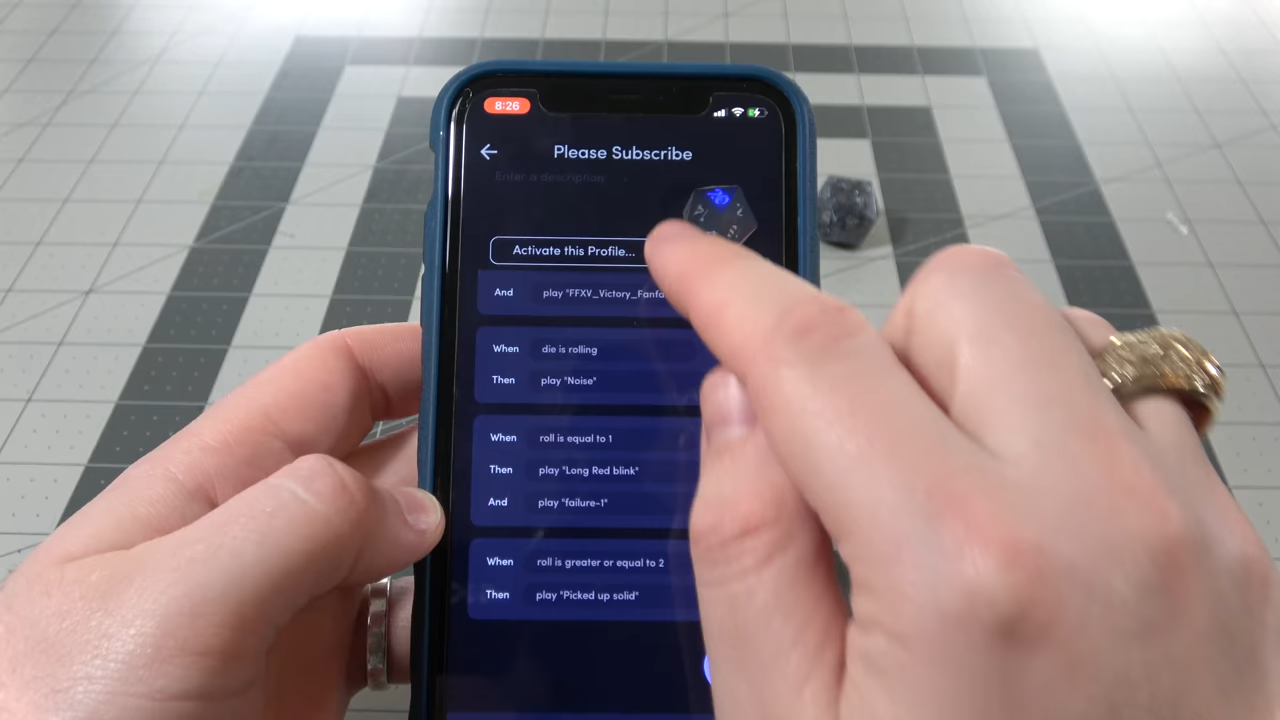 8:26
Please Subscribe
Enter a description
Activate this Profile...
And play "FFXV_Victory_Fanfa
When die is rolling
Then play "Noise"
When roll is equal to 1
Then play "Long Red blink"
And play "failure-1"
When roll is greater or equal to 2
Then play "Picked up solid"